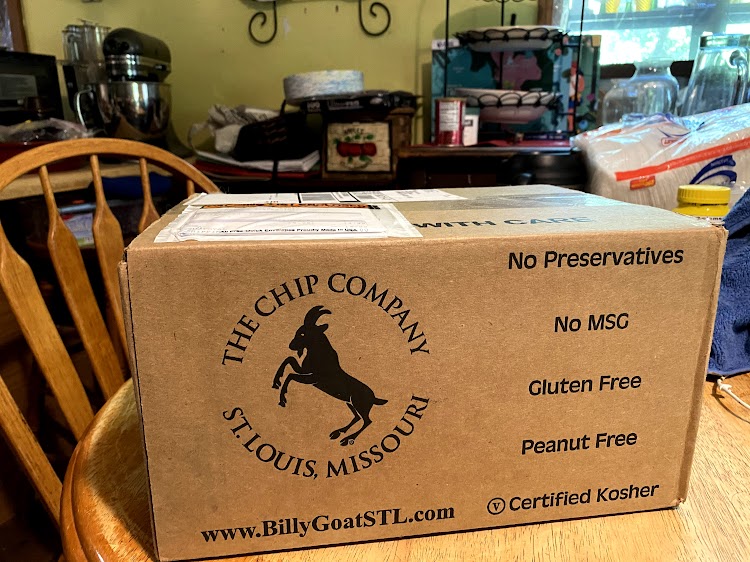 WITH CARE
No Preservatives
THE CHIP COMPANY
No MSG
Gluten Free
ST. LOUIS, MISSOURI
Peanut Free
www.BillyGoatSTL.com
V Certified Kosher